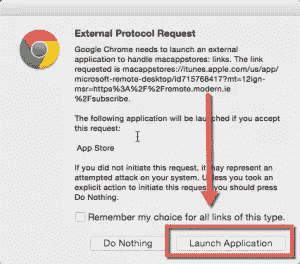 External Protocol Request
Google Chrome needs to launch an external
application to handle macappstores: links. The link
requested is macappstores://itunes.apple.com/us/app/
microsoft-remote-desktop/id715768417?mt=12&ign-
msr=https%3A%2F%2Fremote.modern.ie
%2Fsubscribe.
The following application will be launched if you accept
this request:
App Store
If you did not initiate this request, it may represent an
attempted attack on your system. Unless you took an
explicit action to initiate this request, you should press
Do Nothing.
Remember my choice for all links of this type.
Do Nothing
Launch Application